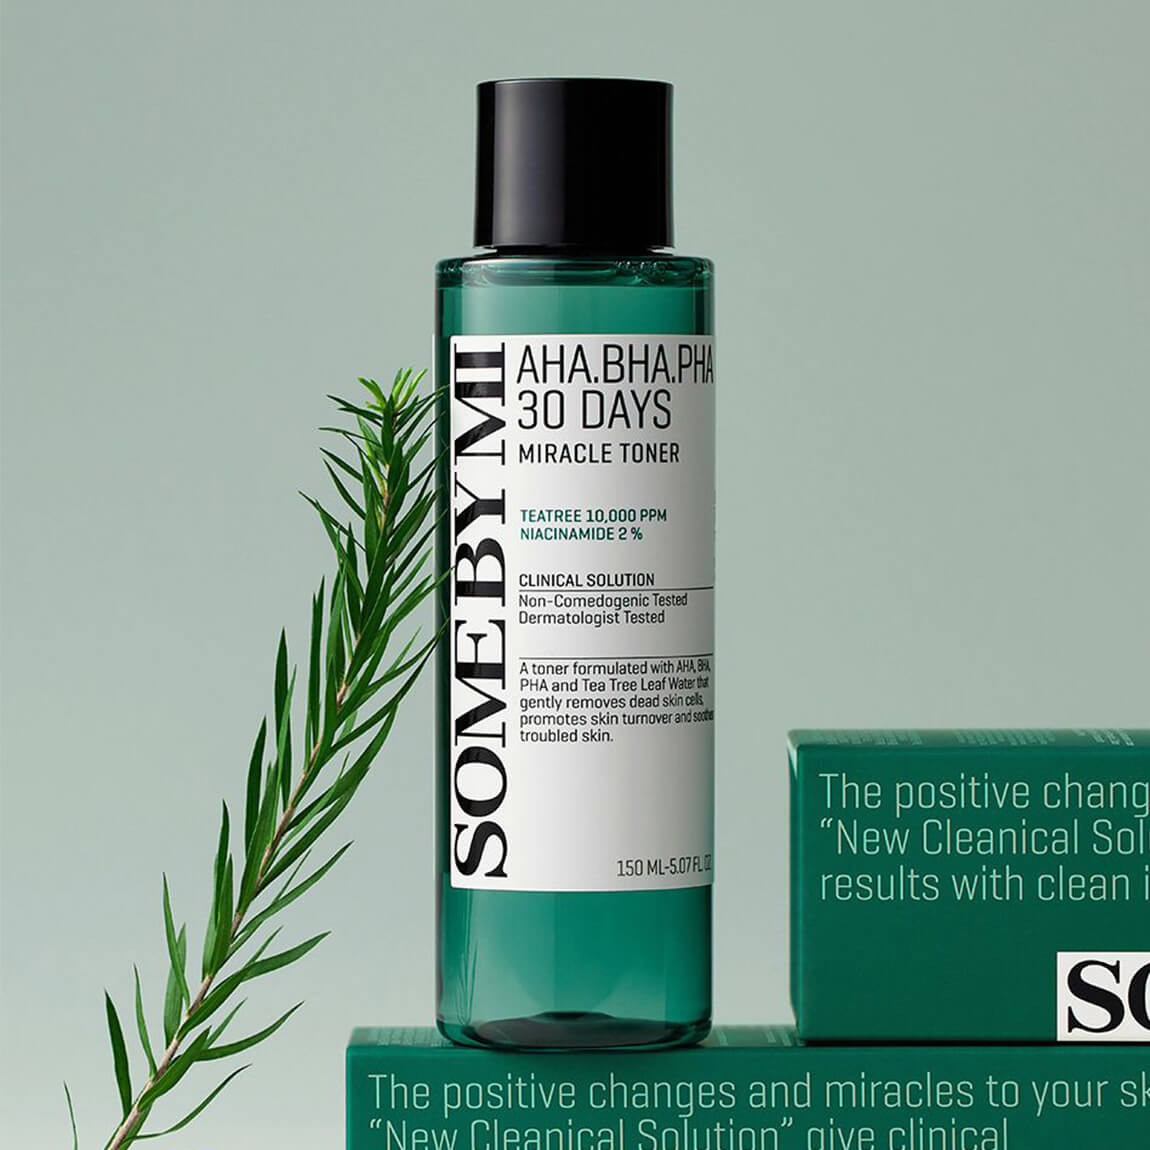 SOMEBYMI
AHA.BHA.PHA
30 DAYS
MIRACLE TONER
TEATREE 10,000 PPM
NIACINAMIDE 2 %
CLINICAL SOLUTION
Non-Comedogenic Tested
Dermatologist Tested
A toner formulated with AHA, BHA,
PHA and Tea Tree Leaf Water that
gently removes dead skin cells,
promotes skin turnover and soothes
troubled skin.
150 ML-5.07 FL OZ
The positive chang
“New Cleanical Sol
results with clean i
SO
The positive changes and miracles to your sk
“New Cleanical Solution” give clinical